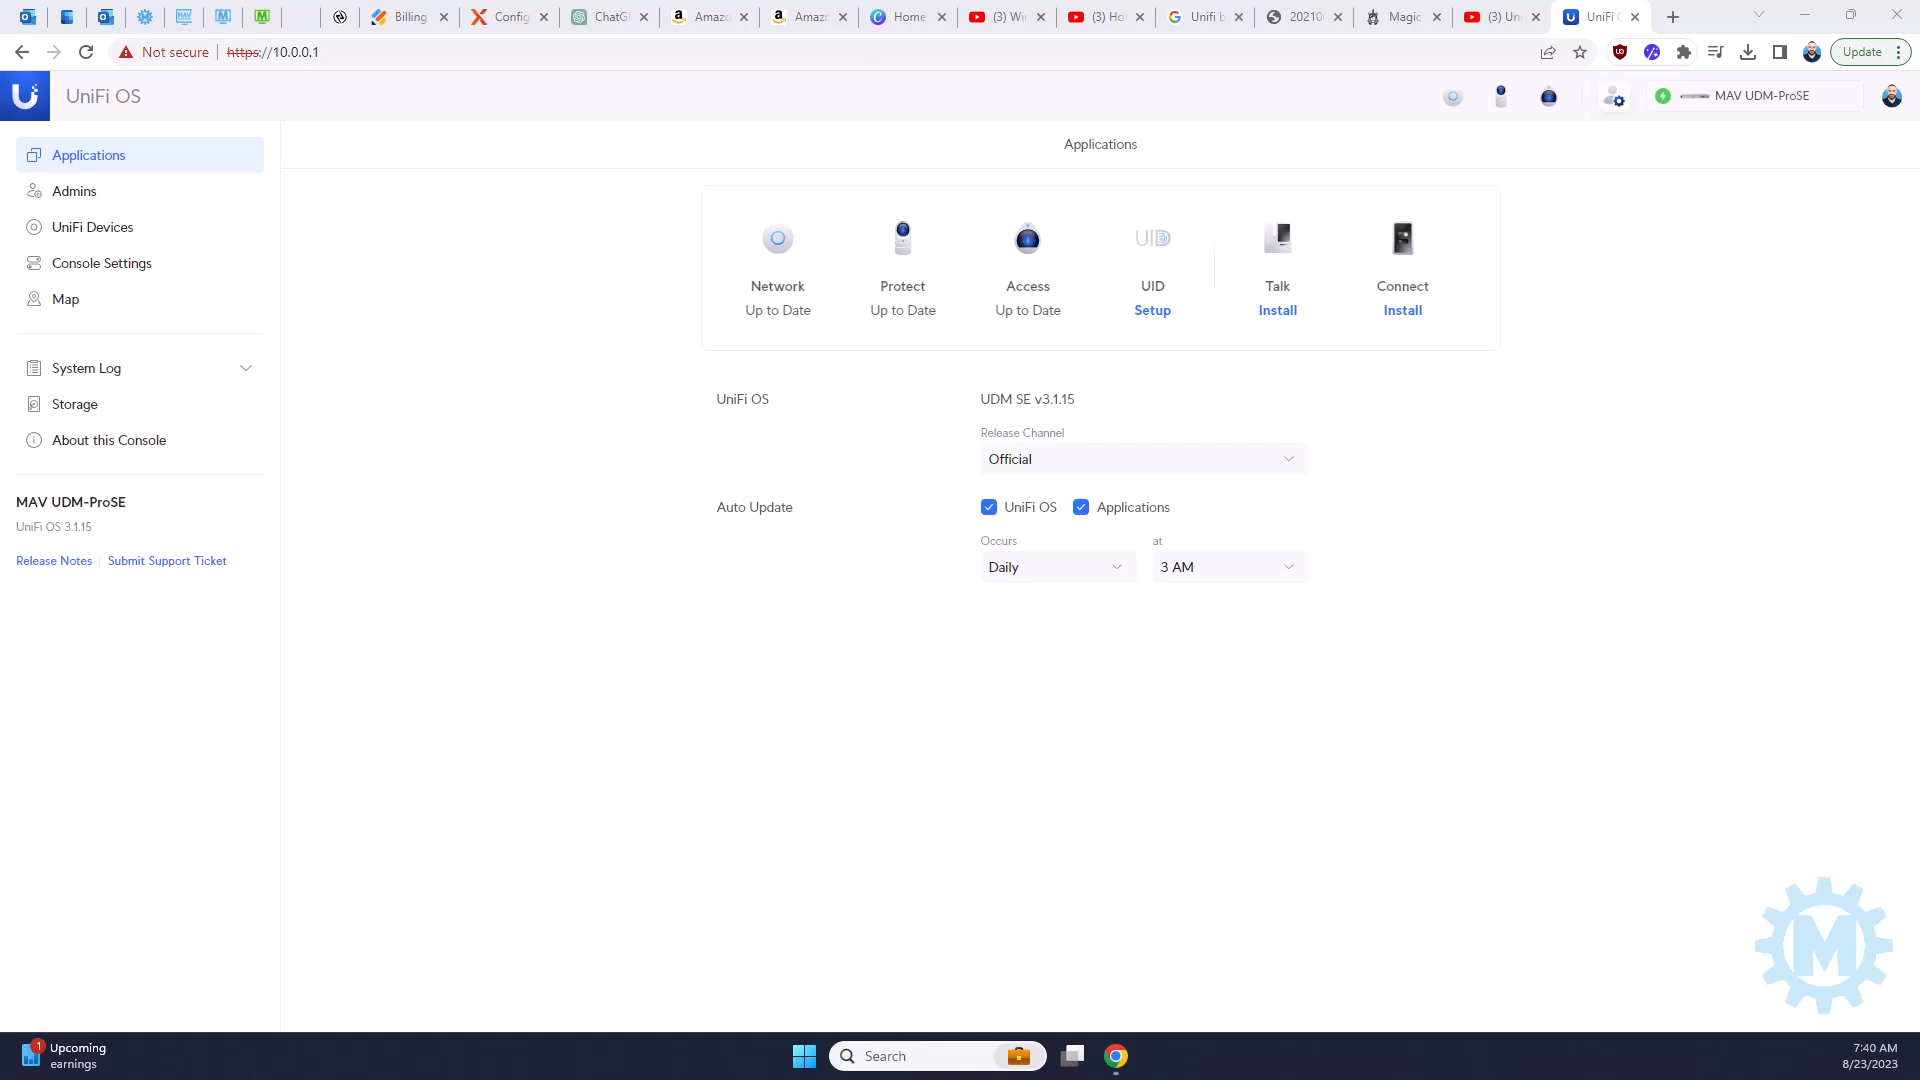 Billing
Config
ChatG
Amazo
Amazo
Home
(3) Wi
(3) Ho
Unifi b
20210
Magic
(3) Un
UniFi
Not secure
https://10.0.0.1
Update
UniFi OS
MAV UDM-ProSE
Applications
Admins
UniFi Devices
Console Settings
Map
System Log
Storage
About this Console
MAV UDM-ProSE
UniFi OS 3.1.15
Release Notes
Submit Support Ticket
Applications
Network
Up to Date
Protect
Up to Date
Access
Up to Date
UID
UID
Setup
Talk
Install
Connect
Install
UniFi OS
UDM SE v3.1.15
Release Channel
Official
Auto Update
UniFi OS
Applications
Occurs
Daily
at
3 AM
M
1
Upcoming
earnings
Search
7:40 AM
8/23/2023